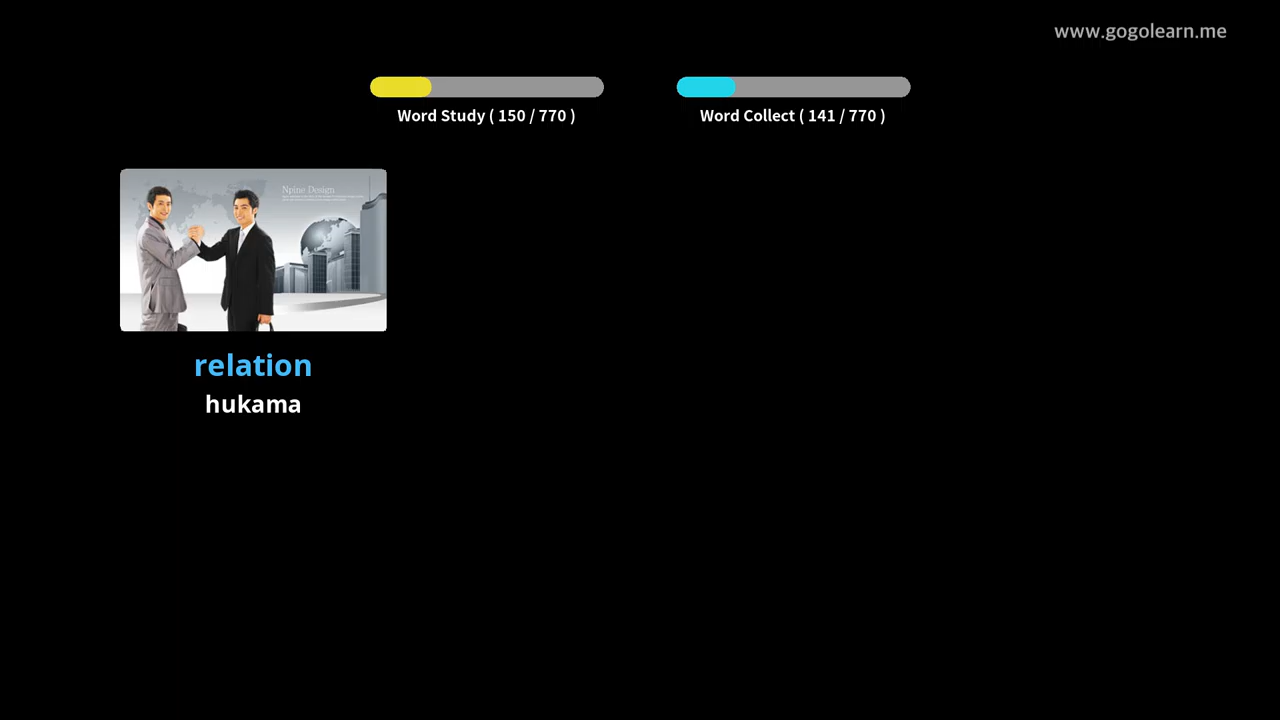 www.gogolearn.me
Word Study ( 150 / 770 )
Word Collect ( 141 / 770 )
Npine Design
relation
hukama